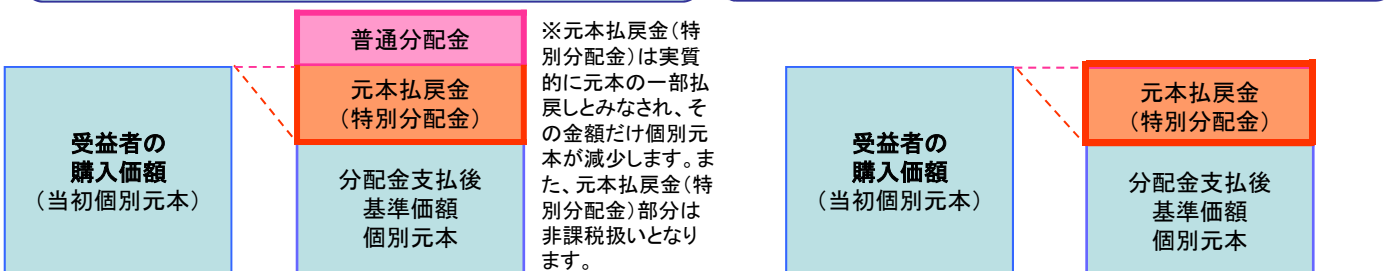 受益者の
購入価額
（当初個別元本）
普通分配金
元本払戻金
（特別分配金）
分配金支払後
基準価額
個別元本
※元本払戻金（特
別分配金）は実質
的に元本の一部払
戻しとみなされ、そ
の金額だけ個別元
本が減少します。ま
た、元本払戻金（特
別分配金）部分は
非課税扱いとなり
ます。
受益者の
購入価額
（当初個別元本）
元本払戻金
（特別分配金）
分配金支払後
基準価額
個別元本